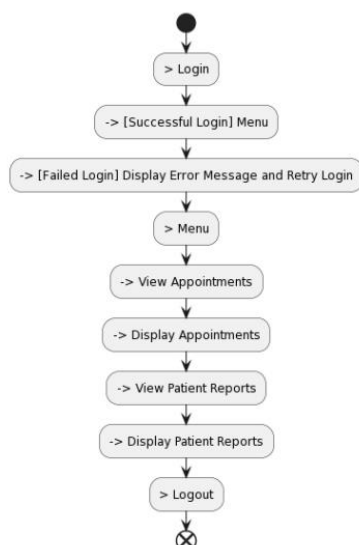 > Login
-> [Successful Login] Menu
-> [Failed Login] Display Error Message and Retry Login
> Menu
-> View Appointments
-> Display Appointments
-> View Patient Reports
-> Display Patient Reports
> Logout